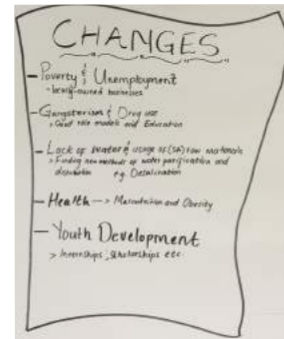 CHANGES
- Poverty & Unemployment
- locally-owned businesses
- Gangsterism & Drug use
> Good role models and Education
- Lack of Water & usage of (SA) raw materials
> Finding new methods of water purification and
distribution e.g. Desalination
- Health --> Malnutrition and Obesity
- Youth Development
> Internships, Scholarships etc.